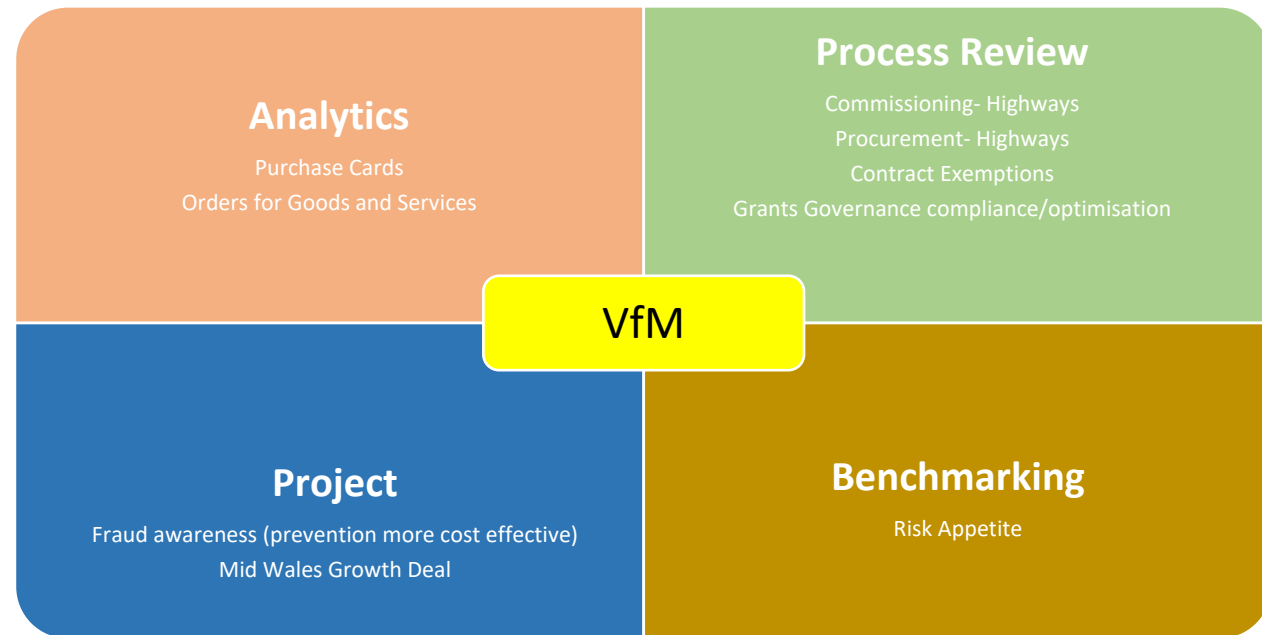 Analytics
Purchase Cards
Orders for Goods and Services
Process Review
Commissioning- Highways
Procurement- Highways
Contract Exemptions
Grants Governance compliance/optimisation
VfM
Project
Fraud awareness (prevention more cost effective)
Mid Wales Growth Deal
Benchmarking
Risk Appetite